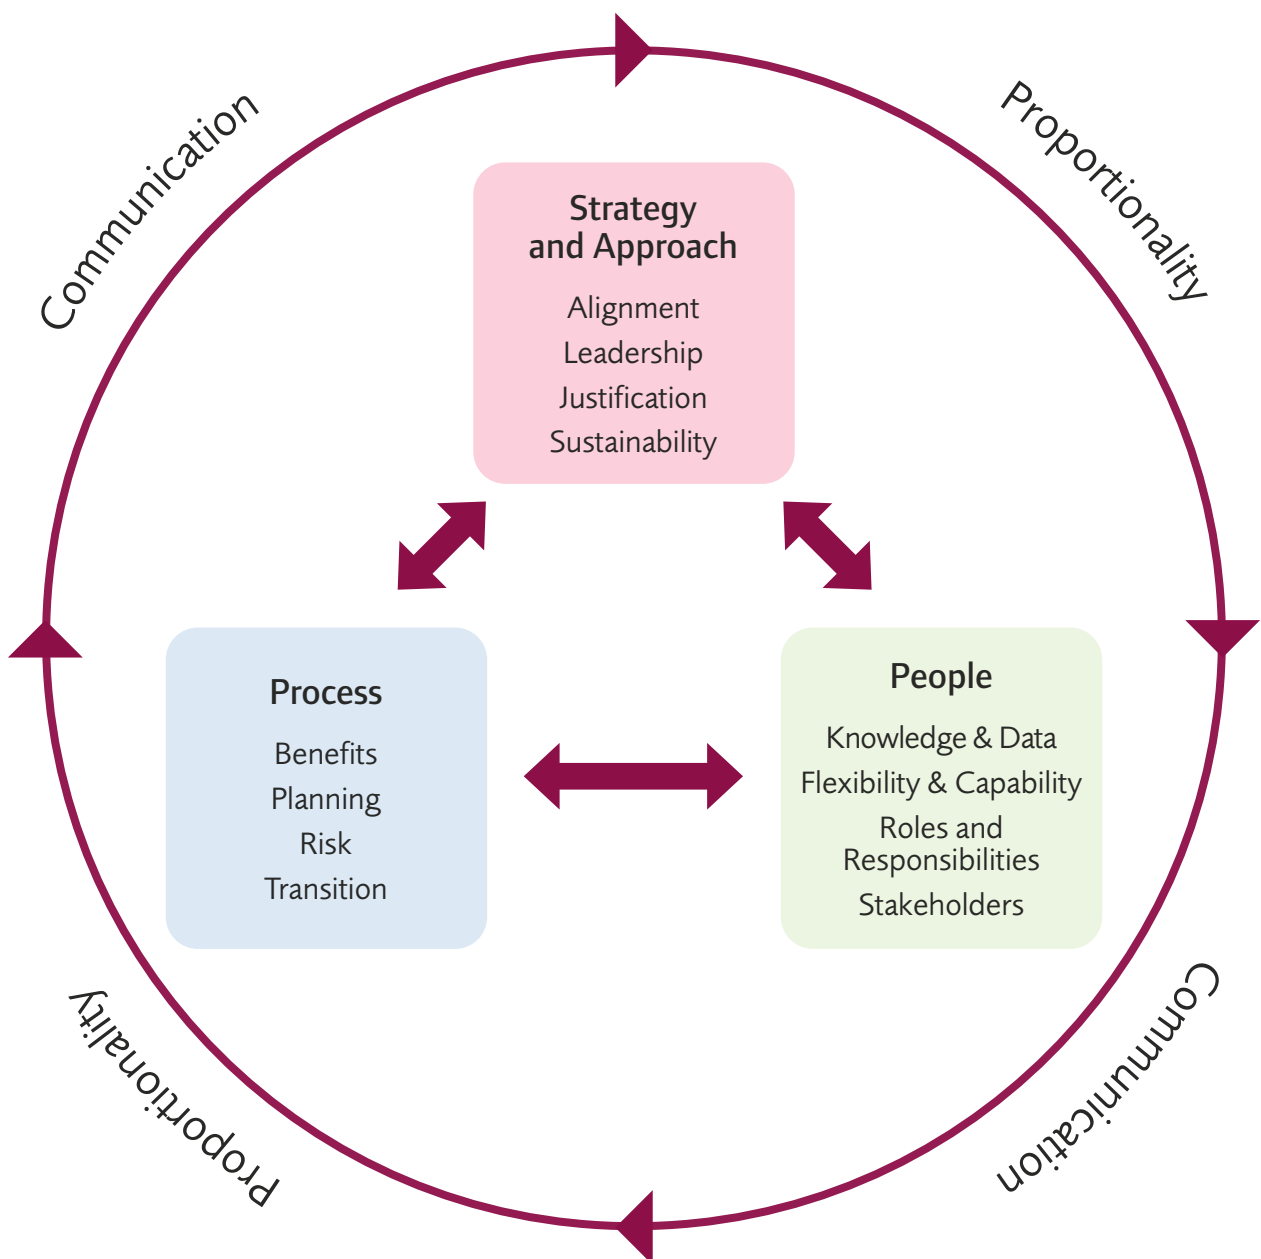 Communication
Proportionality
Strategy
and Approach
Alignment
Leadership
Justification
Sustainability
Process
Benefits
Planning
Risk
Transition
People
Knowledge & Data
Flexibility & Capability
Roles and
Responsibilities
Stakeholders
Proportionality
Communication